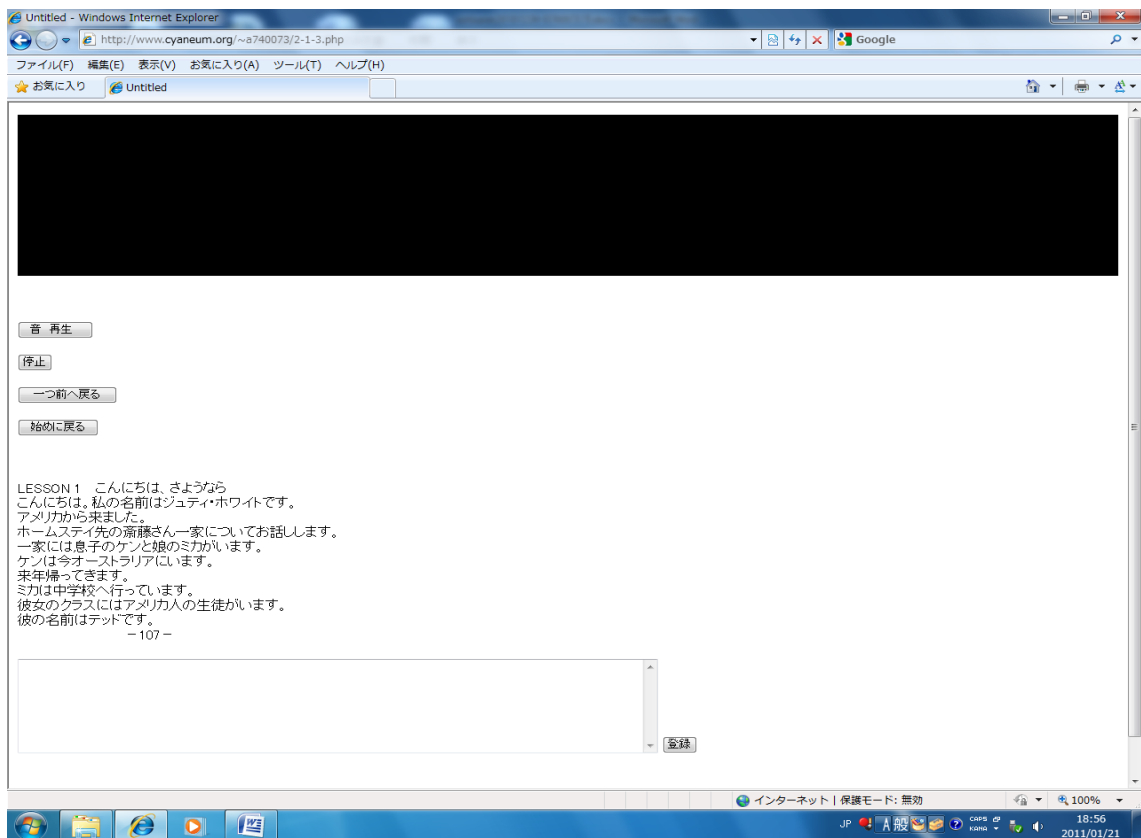 Untitled - Windows Internet Explorer
http://www.cyaneum.org/~a740073/2-1-3.php
Google
ファイル(F) 編集(E) 表示(V) お気に入り(A) ツール(T) ヘルプ(H)
お気に入り Untitled
音 再生
停止
一つ前へ戻る
始めに戻る
LESSON 1 こんにちは、さようなら
こんにちは。私の名前はジュティ・ホワイトです。
アメリカから来ました。
ホームステイ先の斎藤さん一家についてお話しします。
一家には息子のケンと娘のミカがいます。
ケンは今オーストラリアにいます。
来年帰ってきます。
ミカは中学校へ行っています。
彼女のクラスにはアメリカ人の生徒がいます。
彼の名前はテッドです。
－107－
登録
インターネット | 保護モード: 無効
100%
JP A 般 CAPS KANA 18:56
2011/01/21